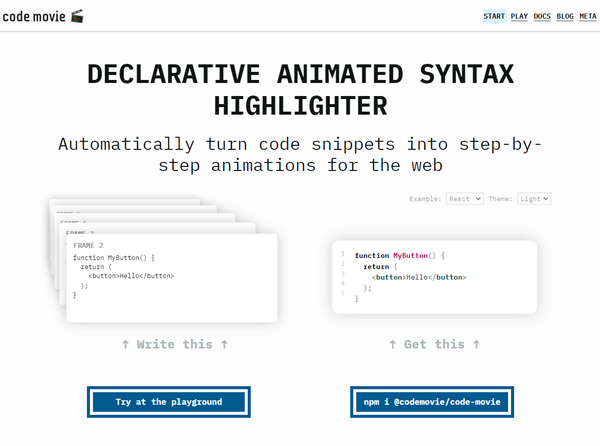 code.movie
START PLAY DOCS BLOG META
DECLARATIVE ANIMATED SYNTAX
HIGHLIGHTER
Automatically turn code snippets into step-by-
step animations for the web
Example: React Theme: Light
FRAME 2
function MyButton() {
return (
<button>Hello</button>
);
}
1 function MyButton() {
2 return (
3 <button>Hello</button>
4 );
5 }
↑ Write this ↑
↑ Get this ↑
Try at the playground
npm i @codemovie/code-movie